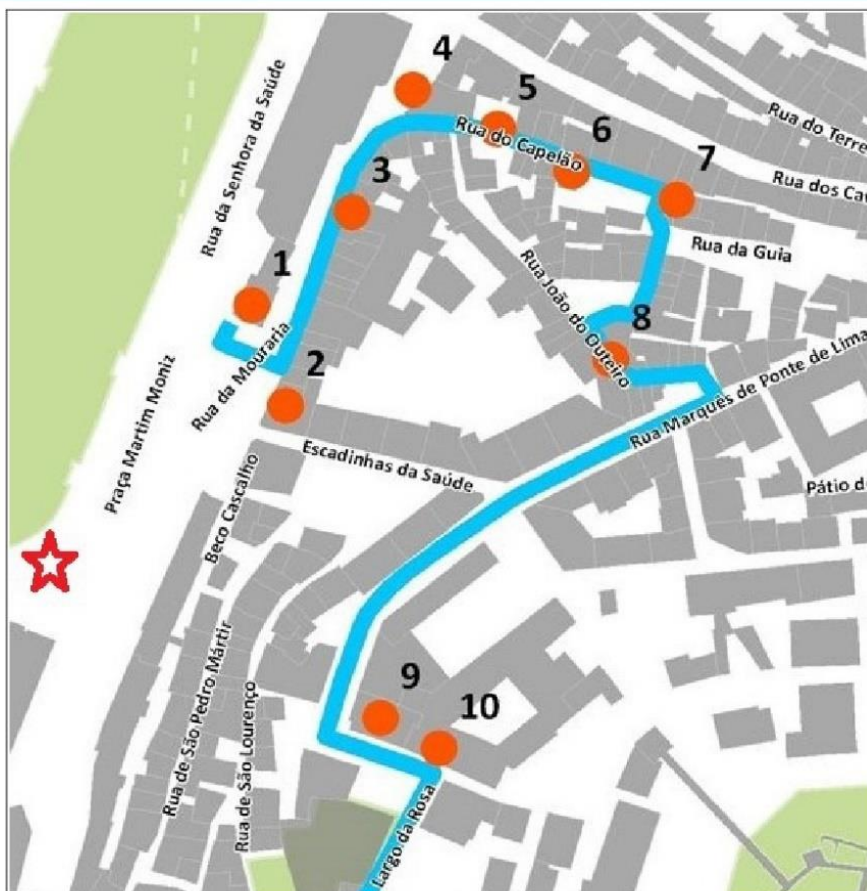 4
Rua da Senhora da Saúde
5
Rua do Terre
Rua do Capelão
6
3
7
Rua dos Cav
Rua da Guia
1
Rua João do Outeiro
8
Rua da Mouraria
2
Rua Marquês de Ponte de Lima
Praça Martim Moniz
Escadinhas da Saúde
Pátio d
Beco Cascalho
Rua de São Pedro Mártir
Rua de São Lourenço
9
10
Largo da Rosa